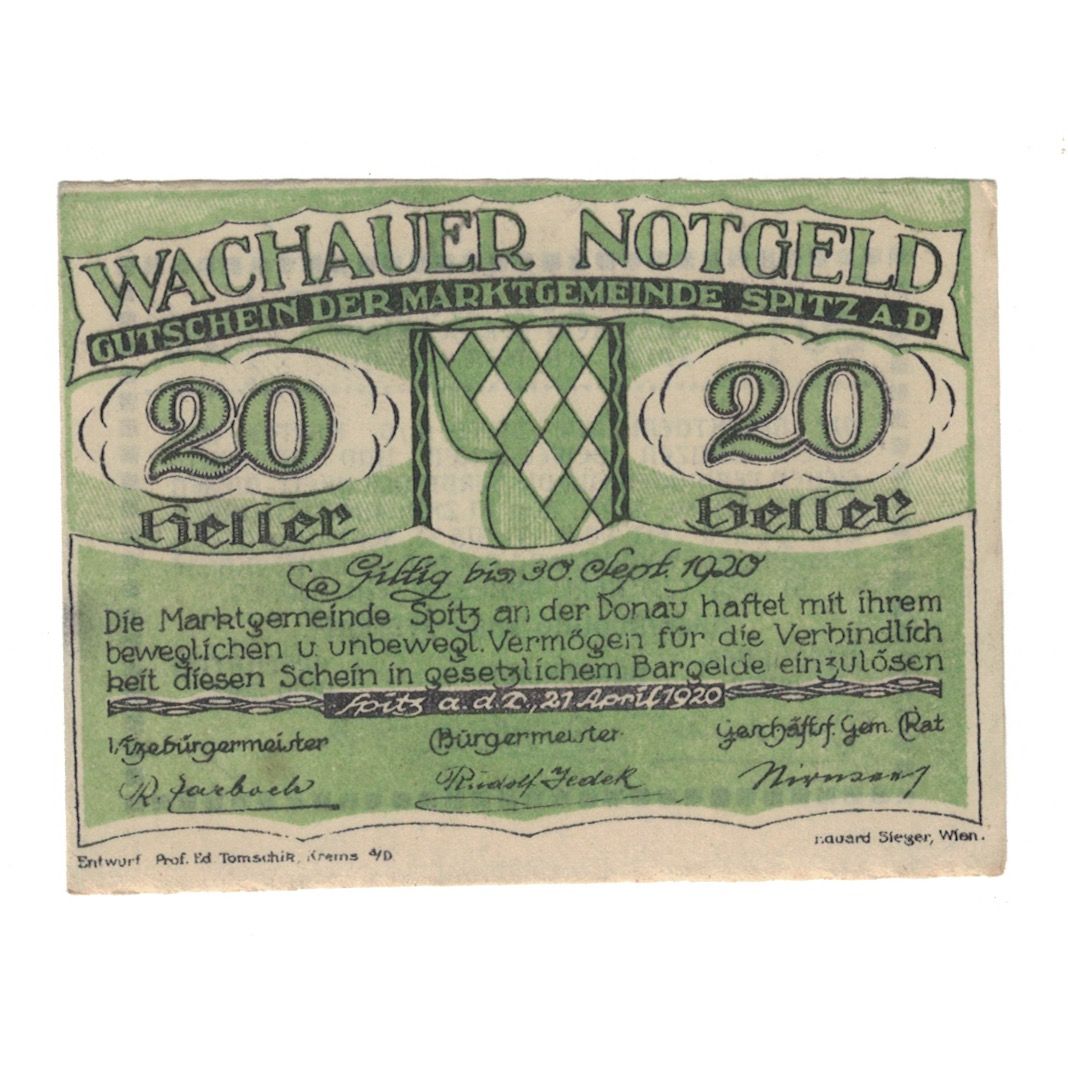 WACHAUER NOTGELD
GUTSCHEIN DER MARKTGEMEINDE SPITZ A.D.
20 20
Heller Heller
Giltig bis 30. Sept. 1920
Die Marktgemeinde Spitz an der Donau haftet mit ihrem
beweglichen u. unbewegl. Vermögen für die Verbindlich
keit diesen Schein in gesetzlichem Bargelde einzulösen
Spitz a. d. D., 21 April 1920
Vizebürgermeister Bürgermeister Geschäftsf. Gem. Rat
R. Rudolf Jedek
Eduard Sieger, Wien.
Entwurf Prof. Ed Tomschik, Krems a/D